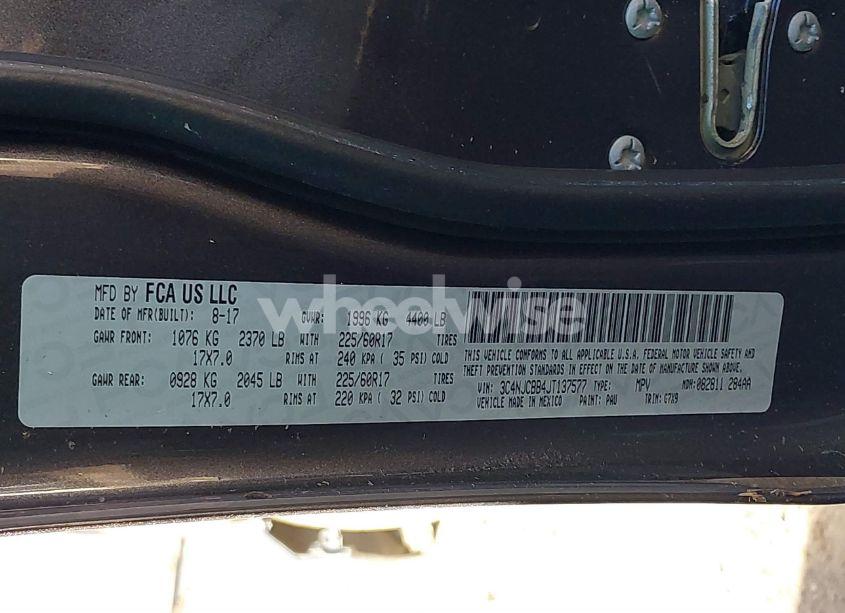 MFD BY FCA US LLC
DATE OF MFR(BUILT): 8-17 GVWR: 1996 KG 4400 LB
GAWR FRONT: 1076 KG 2370 LB WITH 225/60R17 TIRES
17X7.0 RIMS AT 240 KPA ( 35 PSI) COLD
GAWR REAR: 0928 KG 2045 LB WITH 225/60R17 TIRES
17X7.0 RIMS AT 220 KPA ( 32 PSI) COLD
THIS VEHICLE CONFORMS TO ALL APPLICABLE U.S.A. FEDERAL MOTOR VEHICLE SAFETY
AND THEFT PREVENTION STANDARDS IN EFFECT ON THE DATE OF MANUFACTURE SHOWN ABOVE.
VIN: 3C4NJCBB4JT137577 TYPE: MPV MDH: 082811 284AA
VEHICLE MADE IN MEXICO PAINT: PAU TRIM: C7X9
wheelwise